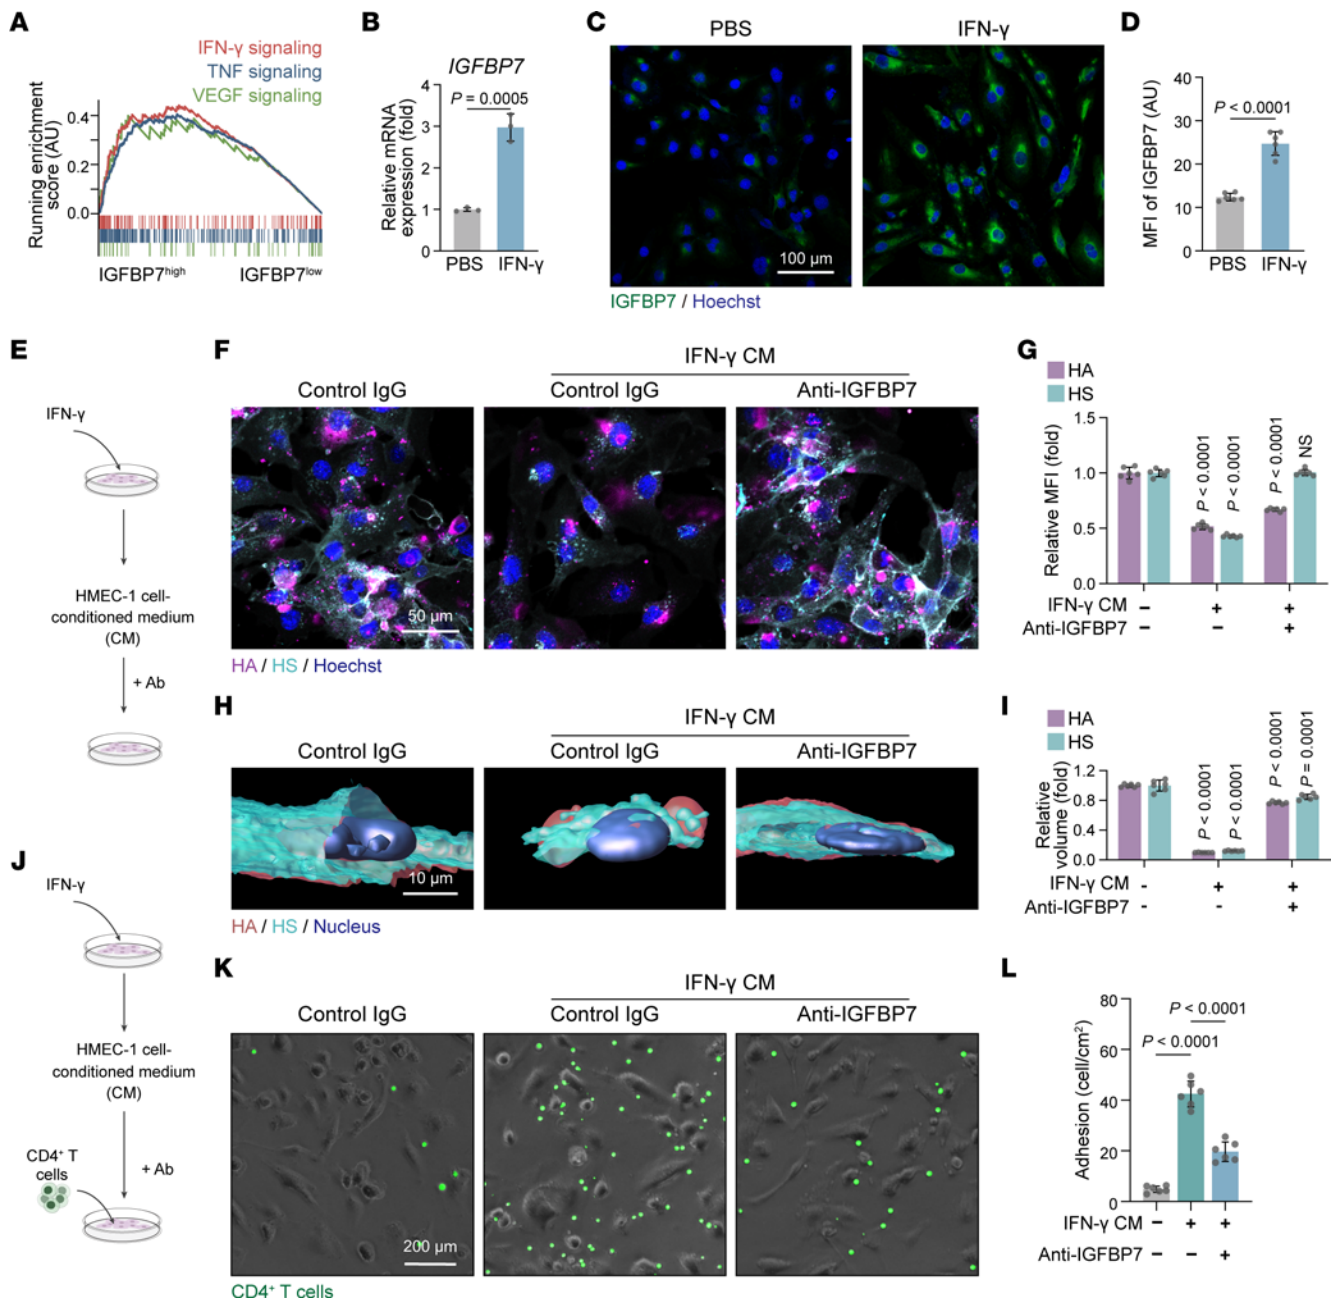 A
IFN-γ signaling
TNF signaling
VEGF signaling
Running enrichment
score (AU)
0.4
0.2
0.0
IGFBP7high
IGFBP7low
B
IGFBP7
P = 0.0005
Relative mRNA
expression (fold)
4
3
2
1
0
PBS
IFN-γ
C
PBS
IFN-γ
100 µm
IGFBP7 / Hoechst
D
P < 0.0001
MFI of IGFBP7 (AU)
40
30
20
10
0
PBS
IFN-γ
E
IFN-γ
HMEC-1 cell-
conditioned medium
(CM)
+ Ab
F
IFN-γ CM
Control IgG
Control IgG
Anti-IGFBP7
50 µm
HA / HS / Hoechst
G
HA
HS
Relative MFI (fold)
1.5
1.0
0.5
0.0
P < 0.0001
P < 0.0001
P < 0.0001
NS
IFN-γ CM − + +
Anti-IGFBP7 − − +
H
IFN-γ CM
Control IgG
Control IgG
Anti-IGFBP7
10 µm
HA / HS / Nucleus
I
HA
HS
Relative
volume (fold)
1.2
0.8
0.4
0.0
P < 0.0001
P < 0.0001
P < 0.0001
P = 0.0001
IFN-γ CM - + +
Anti-IGFBP7 - - +
J
IFN-γ
HMEC-1 cell-
conditioned medium
(CM)
CD4+ T
cells
+ Ab
K
IFN-γ CM
Control IgG
Control IgG
Anti-IGFBP7
200 µm
CD4+ T cells
L
Adhesion (cell/cm²)
80
60
40
20
0
P < 0.0001
P < 0.0001
IFN-γ CM − + +
Anti-IGFBP7 − − +